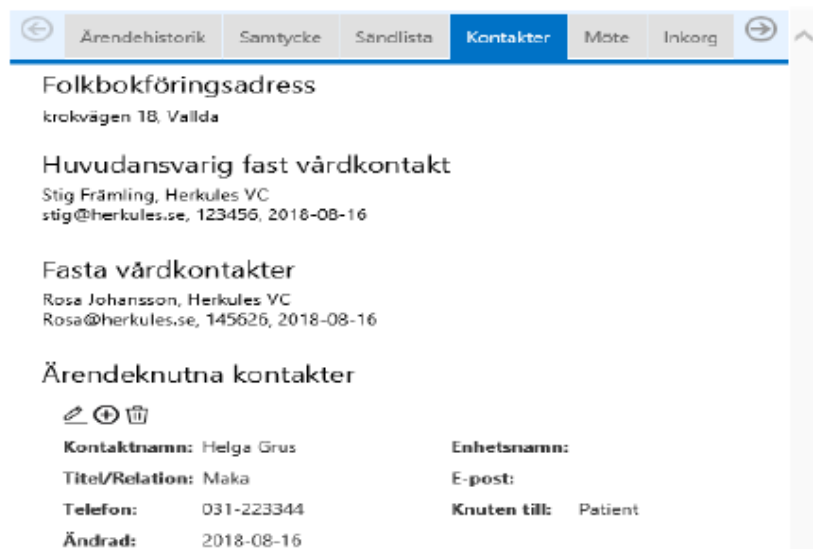 Ärendehistorik Samtycke Sändlista Kontakter Möte Inkorg
Folkbokföringsadress
krokvägen 18, Vallda
Huvudansvarig fast vårdkontakt
Stig Främling, Herkules VC
stig@herkules.se, 123456, 2018-08-16
Fasta vårdkontakter
Rosa Johansson, Herkules VC
Rosa@herkules.se, 145626, 2018-08-16
Ärendeknutna kontakter
Kontaktnamn: Helga Grus Enhetsnamn:
Titel/Relation: Maka E-post:
Telefon: 031-223344 Knuten till: Patient
Ändrad: 2018-08-16